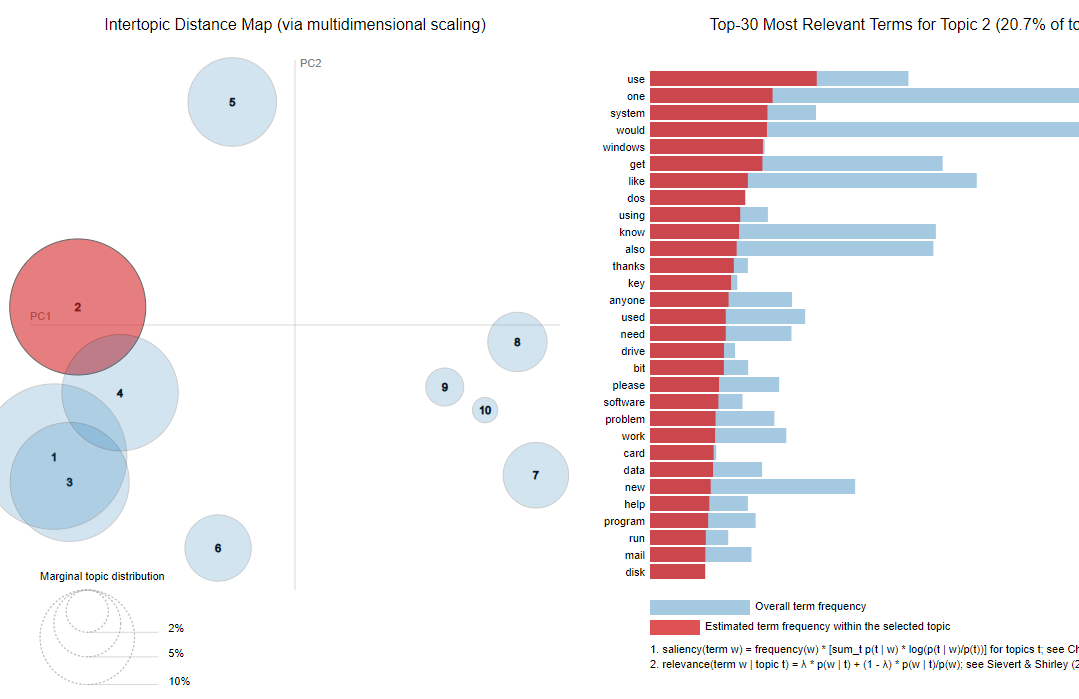 Intertopic Distance Map (via multidimensional scaling)
Top-30 Most Relevant Terms for Topic 2 (20.7% of to
PC2
PC1
5
2
4
1
3
6
8
9
10
7
Marginal topic distribution
2%
5%
10%
use
one
system
would
windows
get
like
dos
using
know
also
thanks
key
anyone
used
need
drive
bit
please
software
problem
work
card
data
new
help
program
run
mail
disk
Overall term frequency
Estimated term frequency within the selected topic
1. saliency(term w) = frequency(w) * [sum_t p(t | w) * log(p(t | w)/p(t))] for topics t; see Ch
2. relevance(term w | topic t) = λ * p(w | t) + (1 - λ) * p(w | t)/p(w); see Sievert & Shirley (2